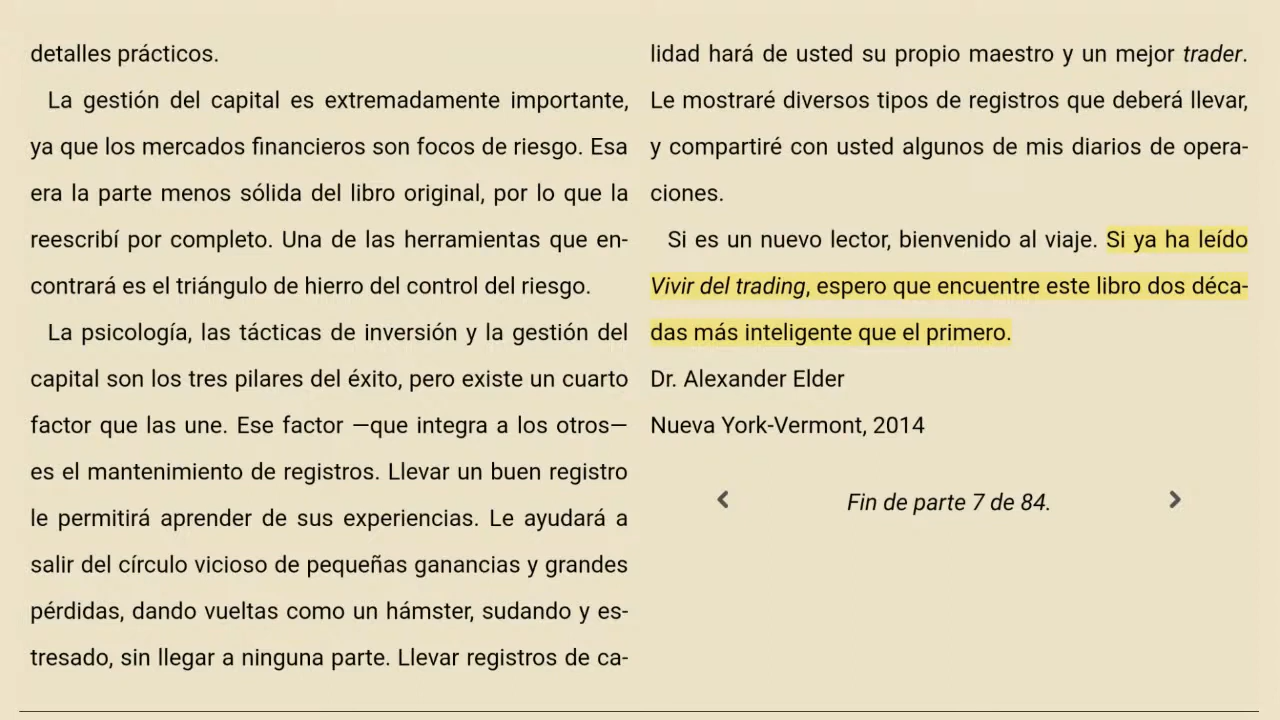 detalles prácticos.
La gestión del capital es extremadamente importante,
ya que los mercados financieros son focos de riesgo. Esa
era la parte menos sólida del libro original, por lo que la
reescribí por completo. Una de las herramientas que en-
contrará es el triángulo de hierro del control del riesgo.
La psicología, las tácticas de inversión y la gestión del
capital son los tres pilares del éxito, pero existe un cuarto
factor que las une. Ese factor —que integra a los otros—
es el mantenimiento de registros. Llevar un buen registro
le permitirá aprender de sus experiencias. Le ayudará a
salir del círculo vicioso de pequeñas ganancias y grandes
pérdidas, dando vueltas como un hámster, sudando y es-
tresado, sin llegar a ninguna parte. Llevar registros de ca-
lidad hará de usted su propio maestro y un mejor trader.
Le mostraré diversos tipos de registros que deberá llevar,
y compartiré con usted algunos de mis diarios de opera-
ciones.
Si es un nuevo lector, bienvenido al viaje. Si ya ha leído
Vivir del trading, espero que encuentre este libro dos déca-
das más inteligente que el primero.
Dr. Alexander Elder
Nueva York-Vermont, 2014
Fin de parte 7 de 84.